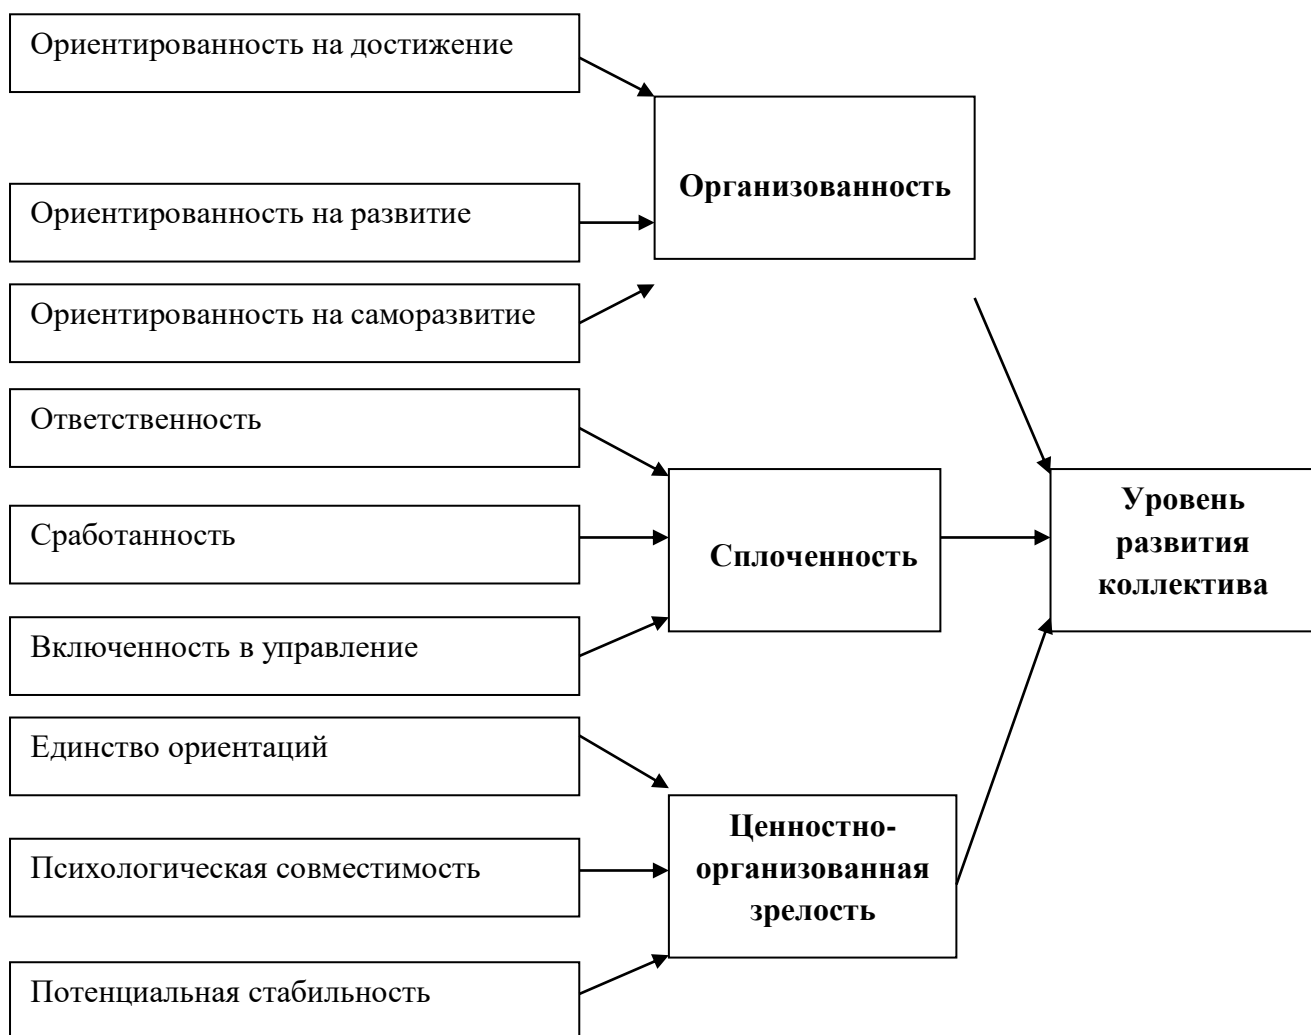 Ориентированность на достижение
Ориентированность на развитие
Ориентированность на саморазвитие
Ответственность
Сработанность
Включенность в управление
Единство ориентаций
Психологическая совместимость
Потенциальная стабильность
Организованность
Сплоченность
Ценностно-
организованная
зрелость
Уровень
развития
коллектива